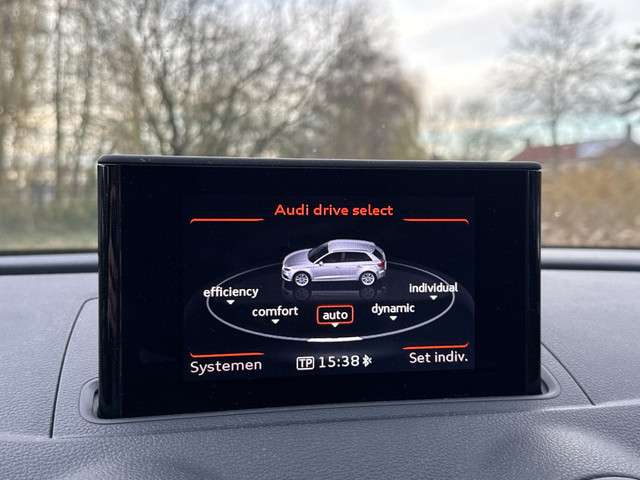 Audi drive select
efficiency
individual
comfort
auto
dynamic
Systemen
TP 15:38
Set indiv.